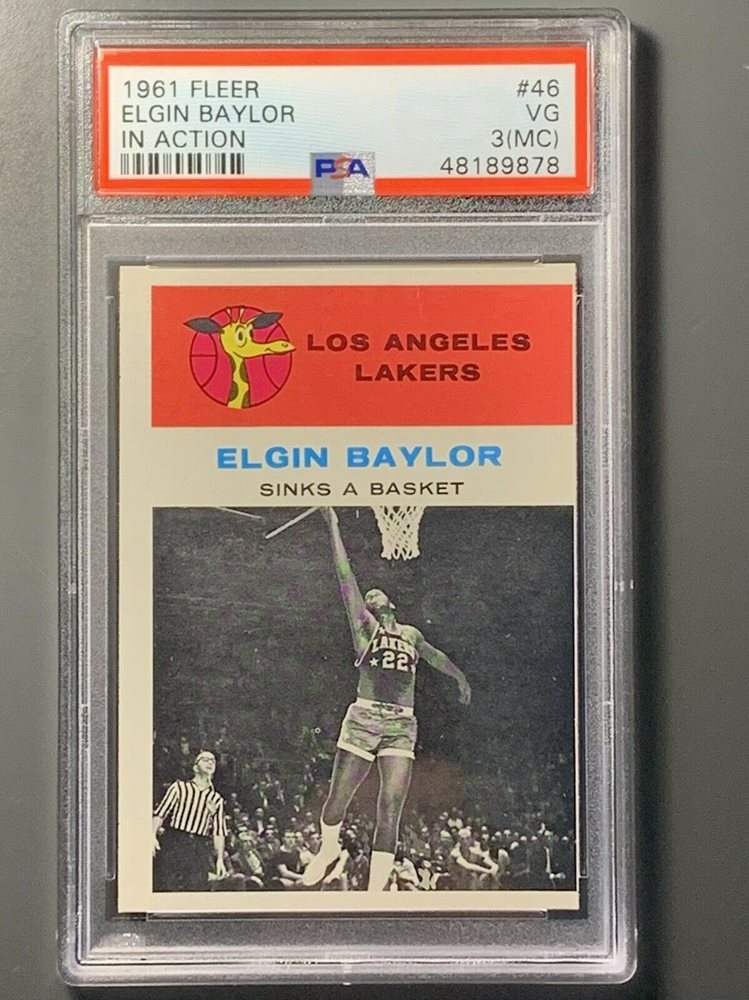 1961 FLEER #46
ELGIN BAYLOR VG
IN ACTION 3(MC)
PSA 48189878
LOS ANGELES
LAKERS
ELGIN BAYLOR
SINKS A BASKET
LAKERS
22